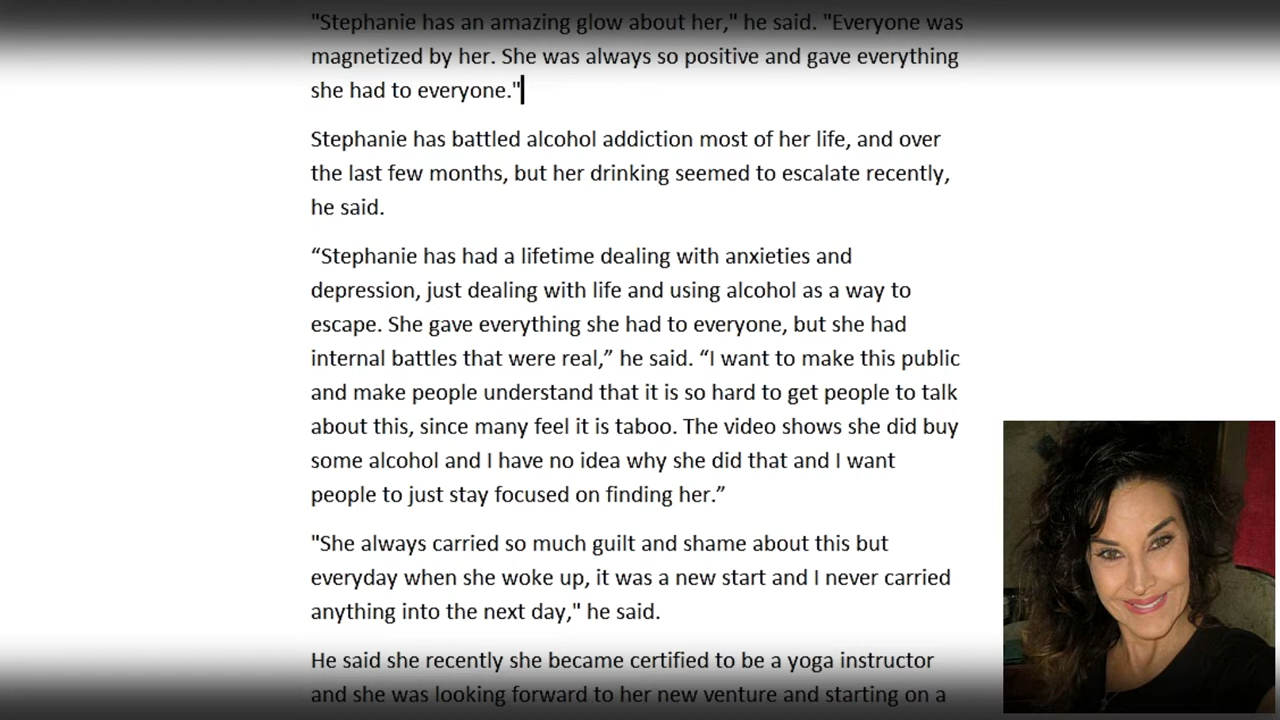 "Stephanie has an amazing glow about her," he said. "Everyone was
magnetized by her. She was always so positive and gave everything
she had to everyone."
Stephanie has battled alcohol addiction most of her life, and over
the last few months, but her drinking seemed to escalate recently,
he said.
“Stephanie has had a lifetime dealing with anxieties and
depression, just dealing with life and using alcohol as a way to
escape. She gave everything she had to everyone, but she had
internal battles that were real,” he said. “I want to make this public
and make people understand that it is so hard to get people to talk
about this, since many feel it is taboo. The video shows she did buy
some alcohol and I have no idea why she did that and I want
people to just stay focused on finding her.”
"She always carried so much guilt and shame about this but
everyday when she woke up, it was a new start and I never carried
anything into the next day," he said.
He said she recently she became certified to be a yoga instructor
and she was looking forward to her new venture and starting on a